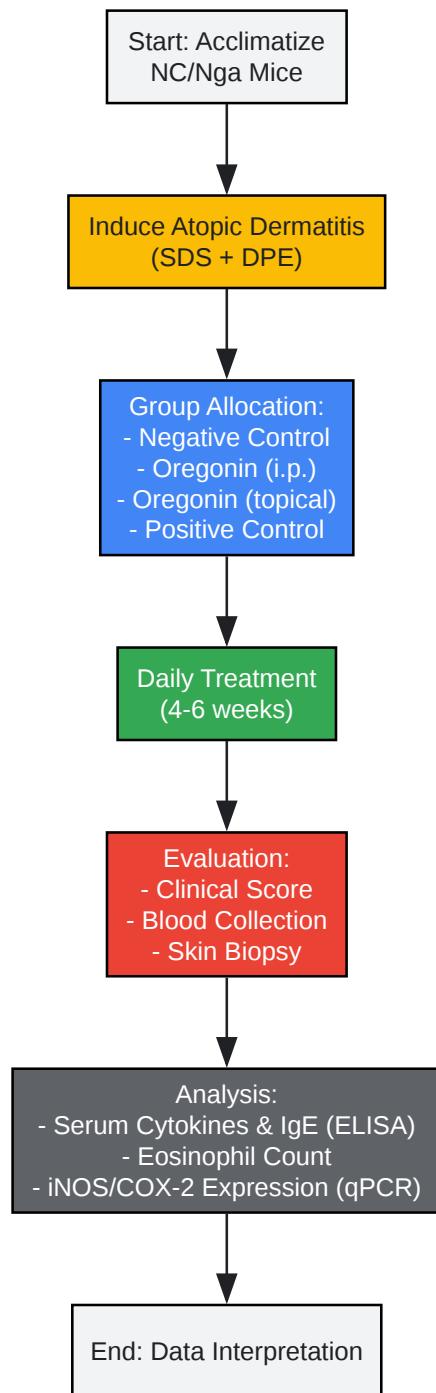 Start: Acclimatize
NC/Nga Mice
Induce Atopic Dermatitis
(SDS + DPE)
Group Allocation:
- Negative Control
- Oregonin (i.p.)
- Oregonin (topical)
- Positive Control
Daily Treatment
(4-6 weeks)
Evaluation:
- Clinical Score
- Blood Collection
- Skin Biopsy
Analysis:
- Serum Cytokines & IgE (ELISA)
- Eosinophil Count
- iNOS/COX-2 Expression (qPCR)
End: Data Interpretation